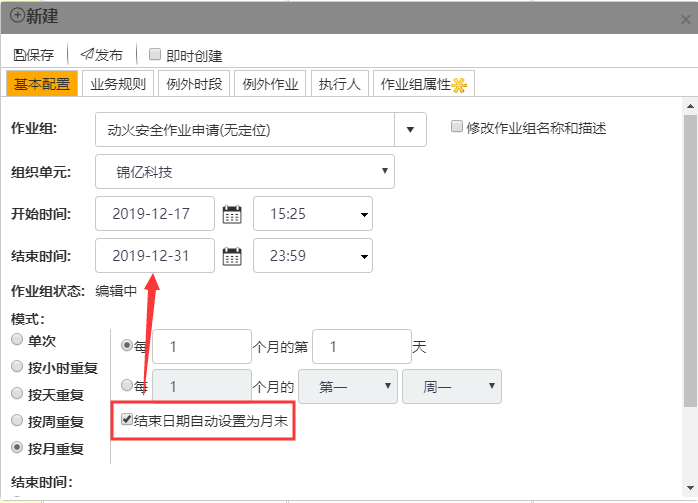 新建
保存 发布 即时创建
基本配置 业务规则 例外时段 例外作业 执行人 作业组属性
作业组: 动火安全作业申请(无定位) 修改作业组名称和描述
组织单元: 锦亿科技
开始时间: 2019-12-17 15:25
结束时间: 2019-12-31 23:59
作业组状态: 编辑中
模式:
单次
每 1 个月的第 1 天
按小时重复
按天重复
每 1 个月的 第一 周一
按周重复
结束日期自动设置为月末
按月重复
结束时间: